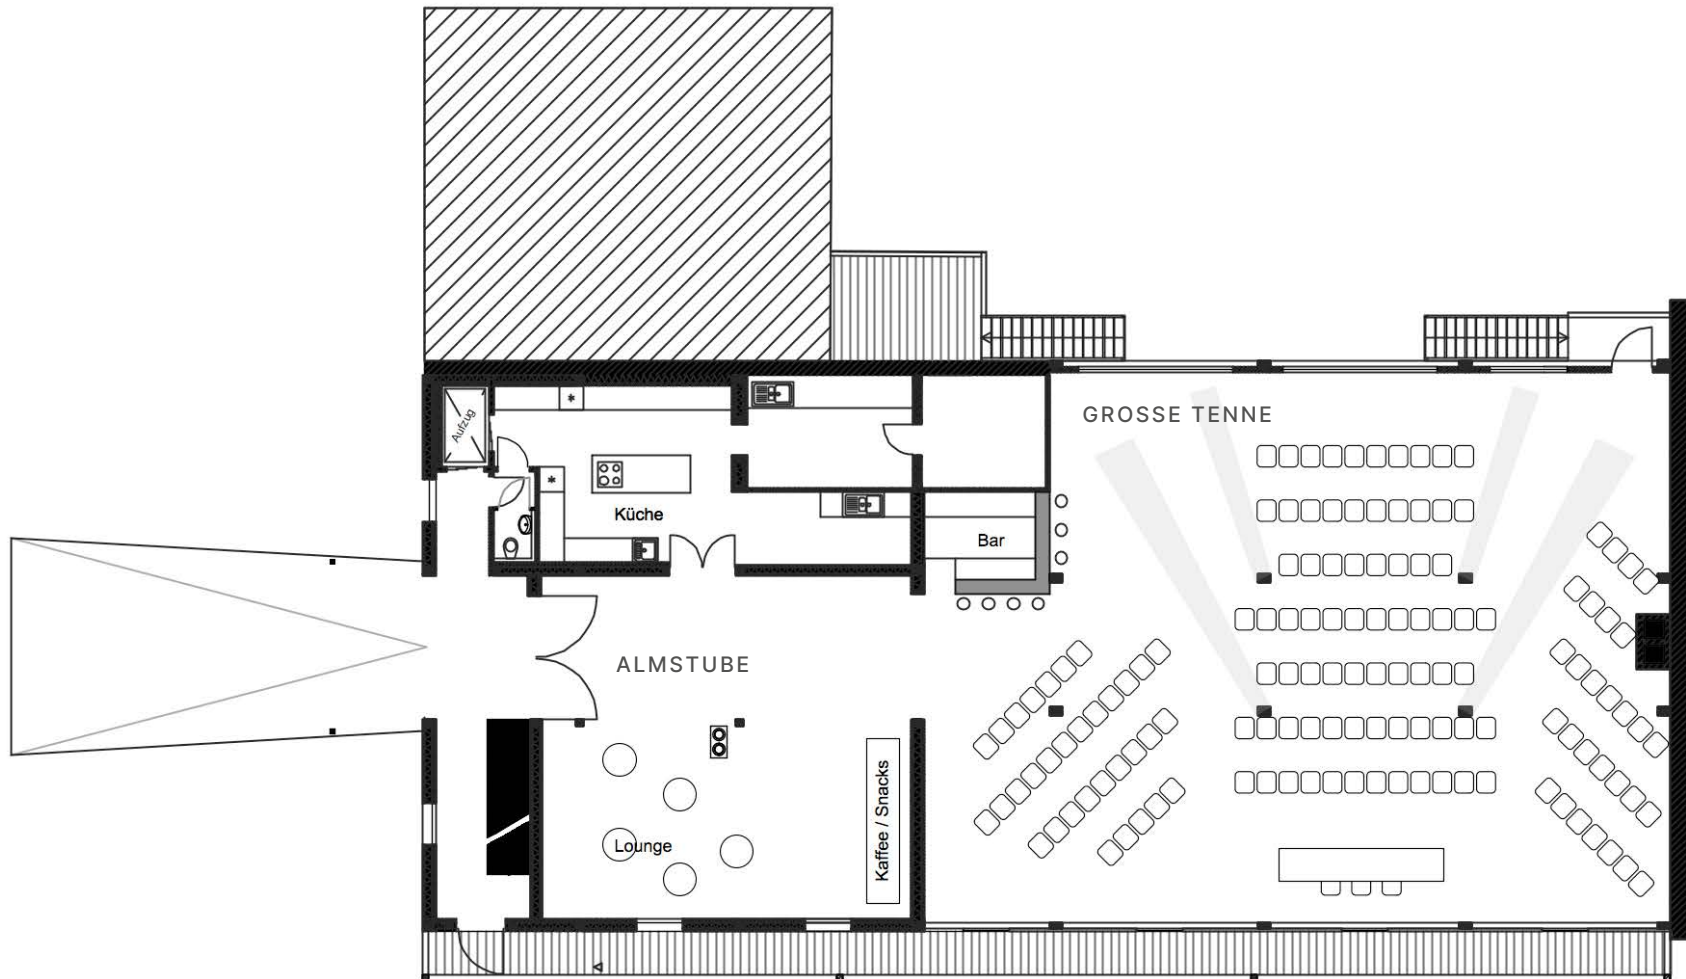 GROSSE TENNE
Aufzug
Küche
Bar
ALMSTUBE
Lounge
Kaffee / Snacks